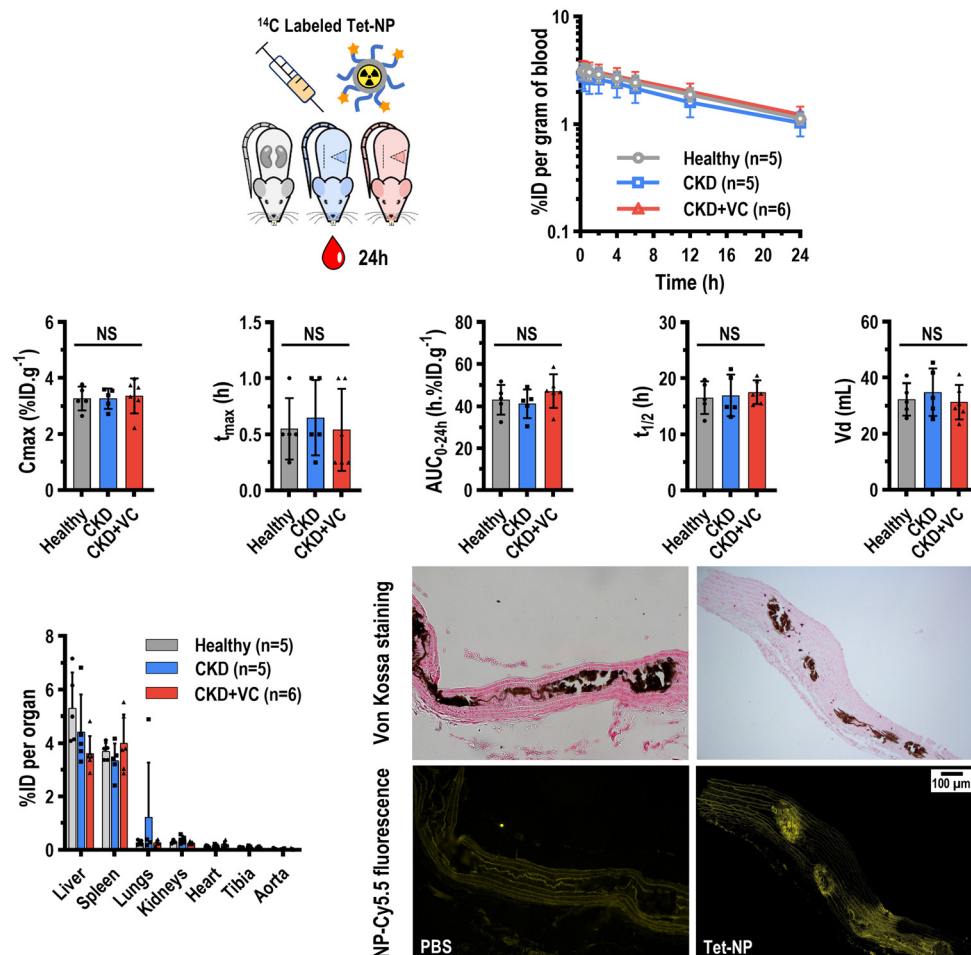 14C Labeled Tet-NP
24h
%ID per gram of blood
10
1
0.1
0 4 8 12 16 20 24
Time (h)
Healthy (n=5)
CKD (n=5)
CKD+VC (n=6)
Cmax (%ID.g-1)
6
4
2
0
NS
Healthy
CKD
CKD+VC
tmax (h)
1.5
1.0
0.5
0.0
NS
Healthy
CKD
CKD+VC
AUC0-24h (h.%ID.g-1)
80
60
40
20
0
NS
Healthy
CKD
CKD+VC
t1/2 (h)
30
20
10
0
NS
Healthy
CKD
CKD+VC
Vd (mL)
60
40
20
0
NS
Healthy
CKD
CKD+VC
%ID per organ
8
6
4
2
0
Healthy (n=5)
CKD (n=5)
CKD+VC (n=6)
Liver
Spleen
Lungs
Kidneys
Heart
Tibia
Aorta
Von Kossa staining
NP-Cy5.5 fluorescence
PBS
100 µm
Tet-NP